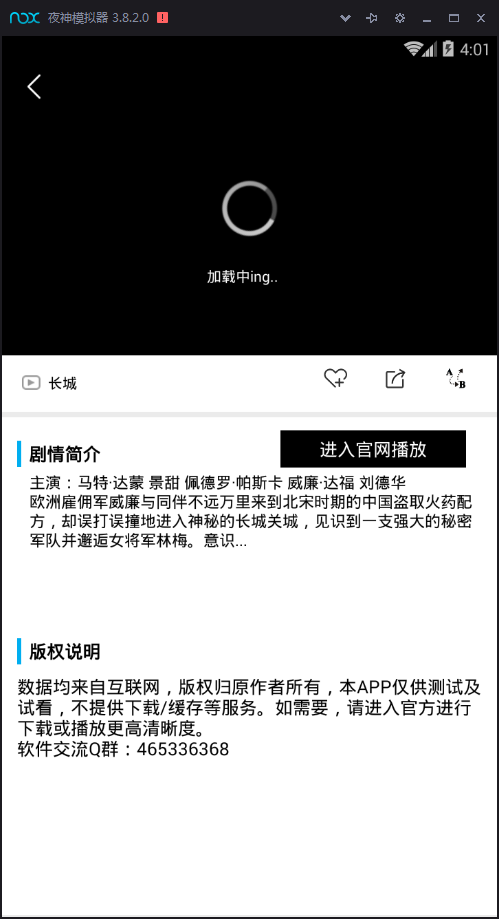 nox 夜神模拟器 3.8.2.0
4:01
加载中ing..
长城
A
B
剧情简介
进入官网播放
主演：马特·达蒙 景甜 佩德罗·帕斯卡 威廉·达福 刘德华
欧洲雇佣军威廉与同伴不远万里来到北宋时期的中国盗取火药配
方，却误打误撞地进入神秘的长城关城，见识到一支强大的秘密
军队并邂逅女将军林梅。意识...
版权说明
数据均来自互联网，版权归原作者所有，本APP仅供测试及
试看，不提供下载/缓存等服务。如需要，请进入官方进行
下载或播放更高清晰度。
软件交流Q群：465336368